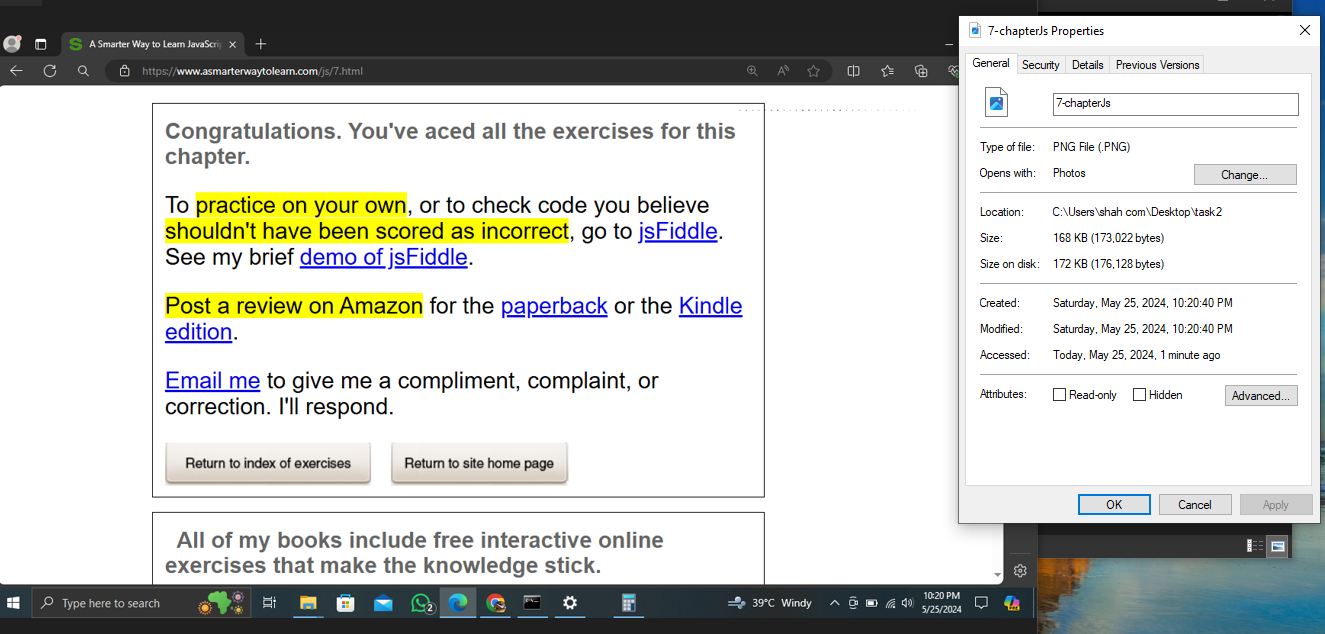 A Smarter Way to Learn JavaScrip
https://www.asmarterwaytolearn.com/js/7.html
Congratulations. You've aced all the exercises for this
chapter.
To practice on your own, or to check code you believe
shouldn't have been scored as incorrect, go to jsFiddle.
See my brief demo of jsFiddle.
Post a review on Amazon for the paperback or the Kindle
edition.
Email me to give me a compliment, complaint, or
correction. I'll respond.
Return to index of exercises
Return to site home page
All of my books include free interactive online
exercises that make the knowledge stick.
7-chapterJs Properties
General Security Details Previous Versions
7-chapterJs
Type of file: PNG File (.PNG)
Opens with: Photos Change...
Location: C:\Users\shah com\Desktop\task2
Size: 168 KB (173,022 bytes)
Size on disk: 172 KB (176,128 bytes)
Created: Saturday, May 25, 2024, 10:20:40 PM
Modified: Saturday, May 25, 2024, 10:20:40 PM
Accessed: Today, May 25, 2024, 1 minute ago
Attributes: Read-only Hidden Advanced...
OK Cancel Apply
Type here to search
2
39°C Windy
10:20 PM
5/25/2024